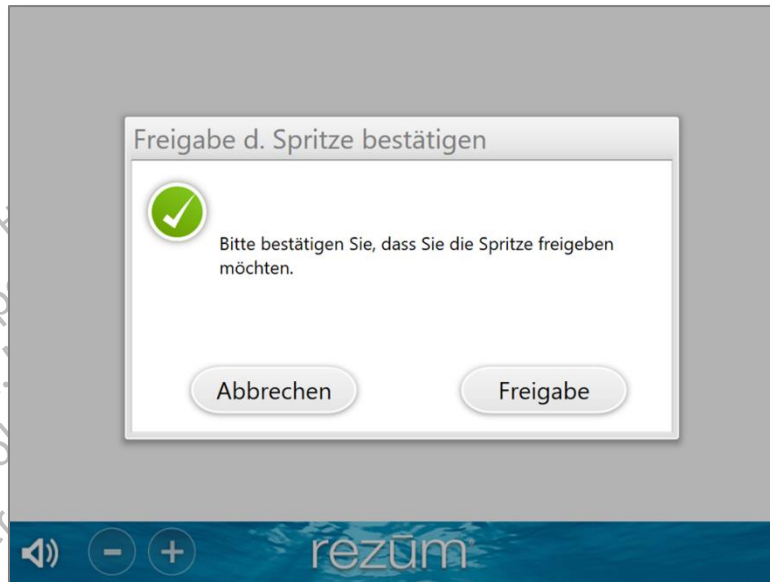 Freigabe d. Spritze bestätigen
Bitte bestätigen Sie, dass Sie die Spritze freigeben
möchten.
Abbrechen
Freigabe
rezūm